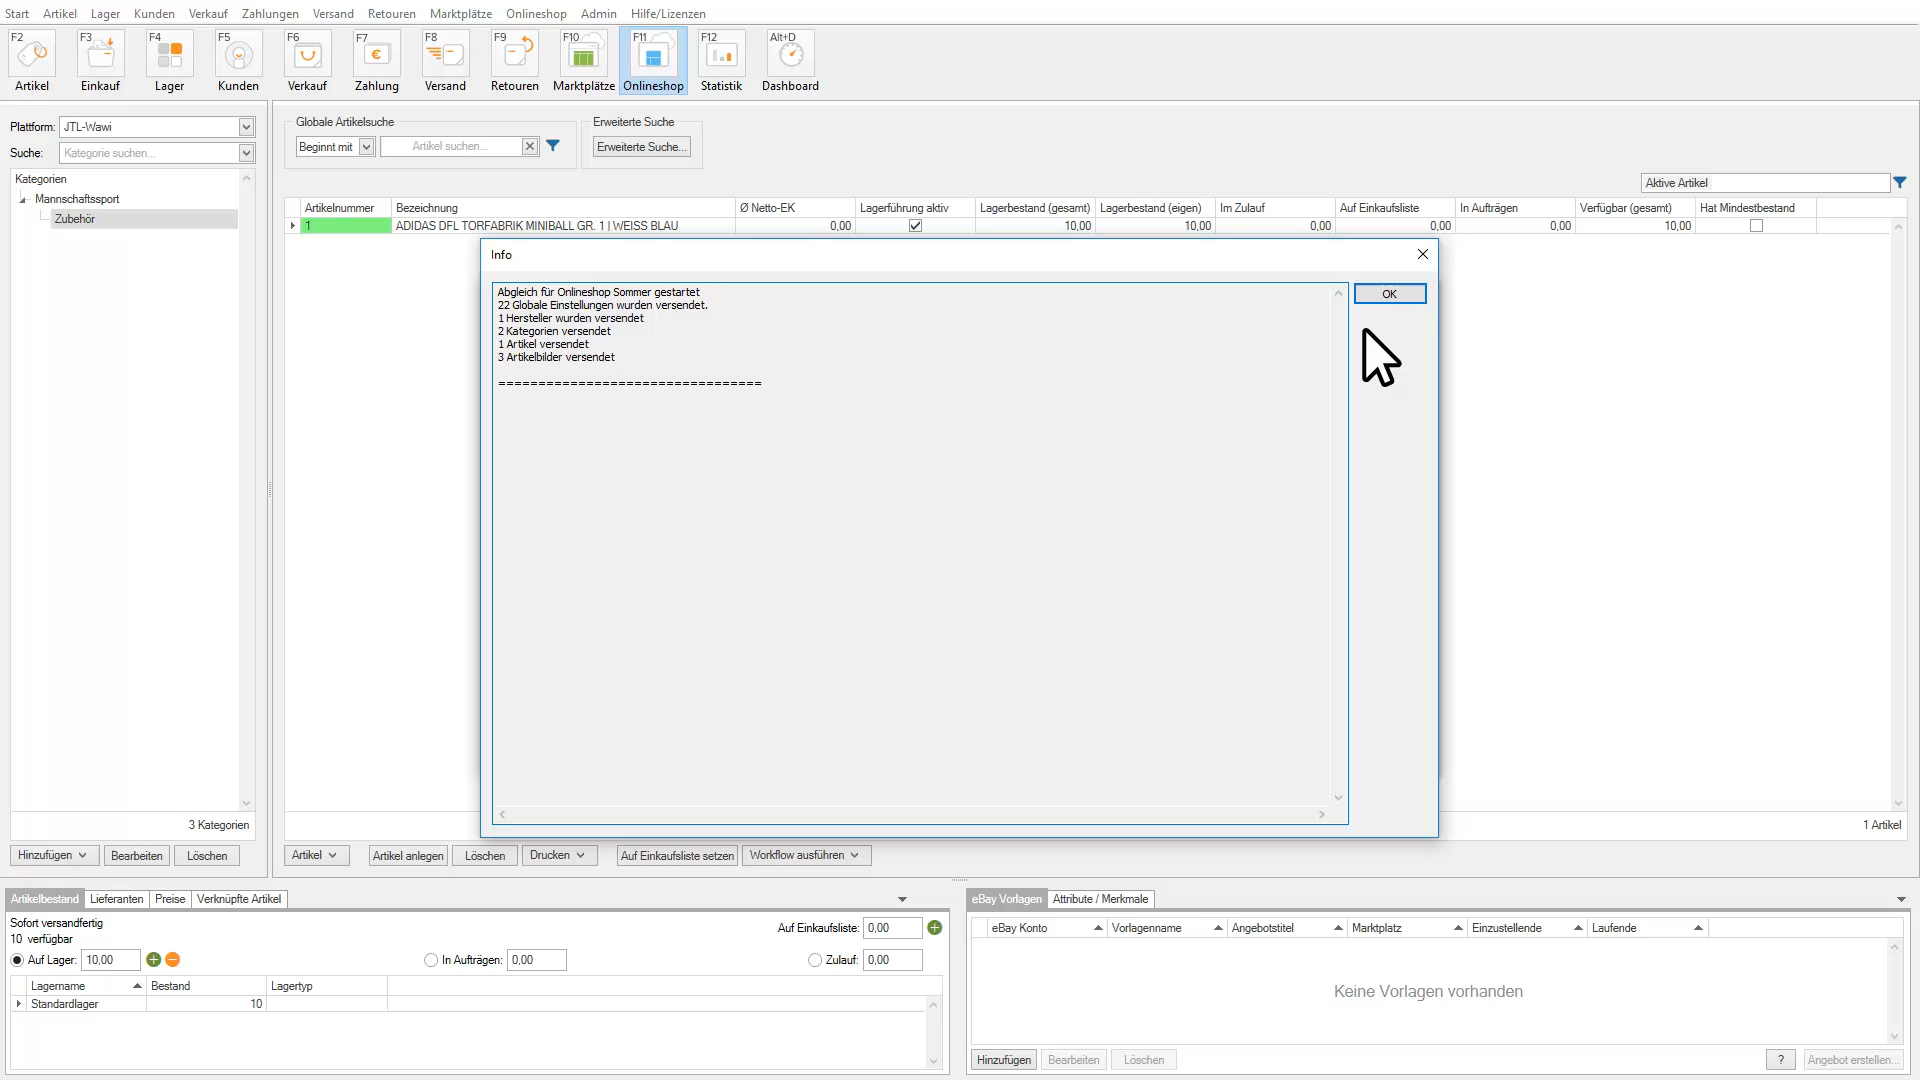 Start Artikel Lager Kunden Verkauf Zahlungen Versand Retouren Marktplätze Onlineshop Admin Hilfe/Lizenzen
F2 F3 F4 F5 F6 F7 F8 F9 F10 F11 F12 Alt+D
Artikel Einkauf Lager Kunden Verkauf Zahlung Versand Retouren Marktplätze Onlineshop Statistik Dashboard
Plattform: JTL-Wawi
Suche: Kategorie suchen...
Kategorien
Mannschaftssport
Zubehör
3 Kategorien
Hinzufügen Bearbeiten Löschen
Globale Artikelsuche Erweiterte Suche
Beginnt mit Artikel suchen... Erweiterte Suche...
Aktive Artikel
Artikelnummer Bezeichnung Ø Netto-EK Lagerführung aktiv Lagerbestand (gesamt) Lagerbestand (eigen) Im Zulauf Auf Einkaufsliste In Aufträgen Verfügbar (gesamt) Hat Mindestbestand
1 ADIDAS DFL TORFABRIK MINIBALL GR. 1 | WEISS BLAU 0,00 10,00 10,00 0,00 0,00 0,00 10,00
Info
Abgleich für Onlineshop Sommer gestartet
22 Globale Einstellungen wurden versendet.
1 Hersteller wurden versendet
2 Kategorien versendet
1 Artikel versendet
3 Artikelbilder versendet
=================================
OK
1 Artikel
Artikel Artikel anlegen Löschen Drucken Auf Einkaufsliste setzen Workflow ausführen
Artikelbestand Lieferanten Preise Verknüpfte Artikel
Sofort versandfertig
10 verfügbar
Auf Einkaufsliste: 0,00
Auf Lager: 10,00 In Aufträgen: 0,00 Zulauf: 0,00
Lagername Bestand Lagertyp
Standardlager 10
eBay Vorlagen Attribute / Merkmale
eBay Konto Vorlagenname Angebotstitel Marktplatz Einzustellende Laufende
Keine Vorlagen vorhanden
Hinzufügen Bearbeiten Löschen ? Angebot erstellen...